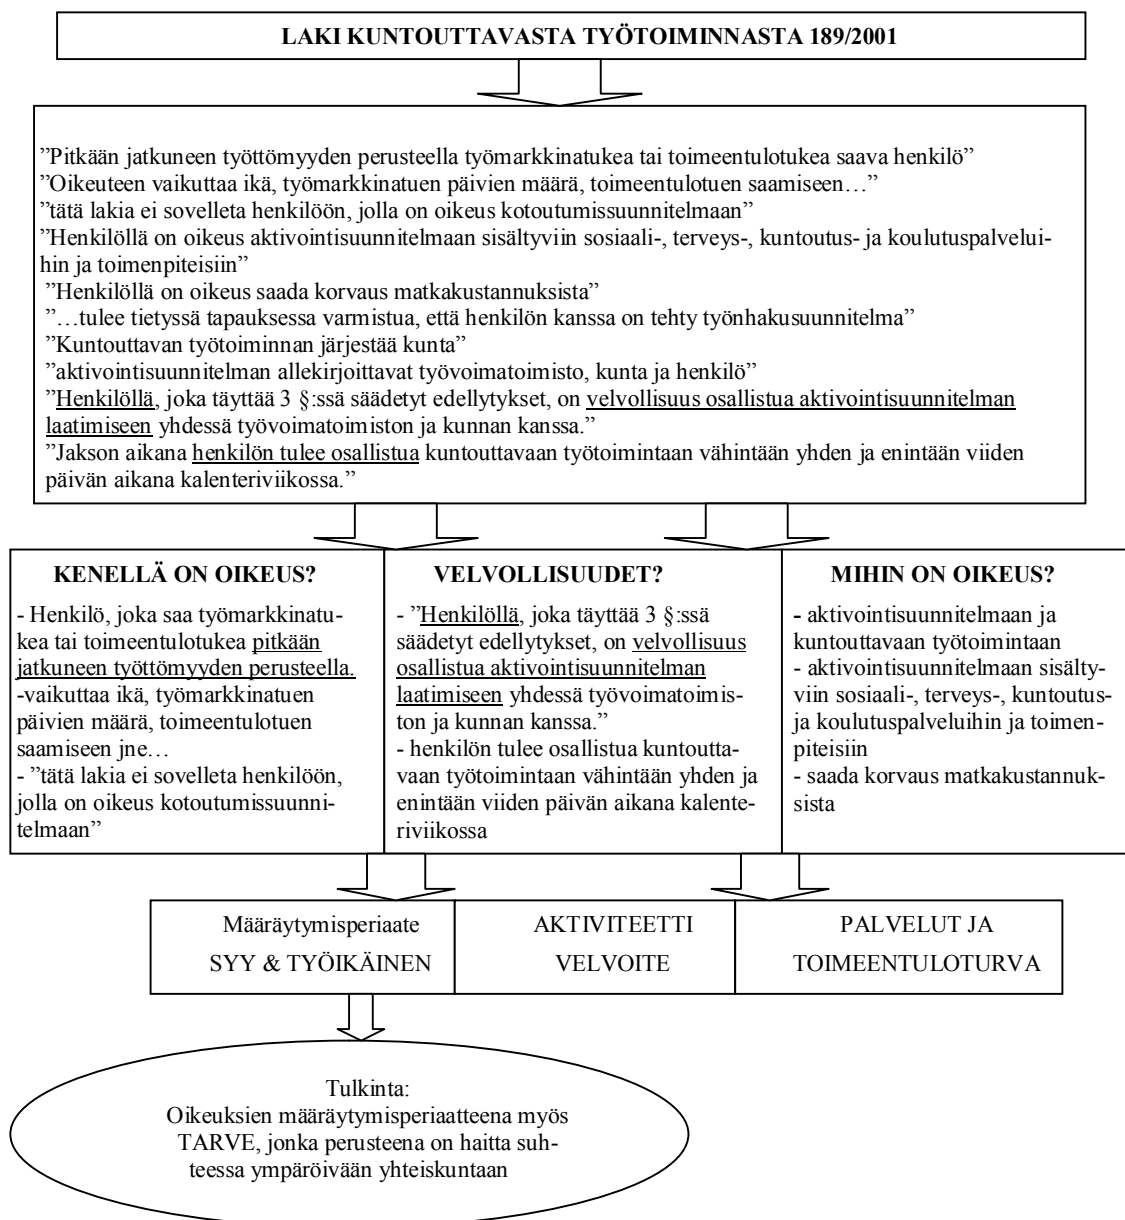 LAKI KUNTOUTTAVASTA TYÖTOIMINNASTA 189/2001
”Pitkään jatkuneen työttömyyden perusteella työmarkkinatukea tai toimeentulotukea saava henkilö”
”Oikeuteen vaikuttaa ikä, työmarkkinatuen päivien määrä, toimeentulotuen saamiseen…”
”tätä lakia ei sovelleta henkilöön, jolla on oikeus kotoutumissuunnitelmaan”
”Henkilöllä on oikeus aktivointisuunnitelmaan sisältyviin sosiaali-, terveys-, kuntoutus- ja koulutuspalvelui-
hin ja toimenpiteisiin”
”Henkilöllä on oikeus saada korvaus matkakustannuksista”
”…tulee tietyssä tapauksessa varmistua, että henkilön kanssa on tehty työnhakusuunnitelma”
”Kuntouttavan työtoiminnan järjestää kunta”
”aktivointisuunnitelman allekirjoittavat työvoimatoimisto, kunta ja henkilö”
”Henkilöllä, joka täyttää 3 §:ssä säädetyt edellytykset, on velvollisuus osallistua aktivointisuunnitelman
laatimiseen yhdessä työvoimatoimiston ja kunnan kanssa.”
”Jakson aikana henkilön tulee osallistua kuntouttavaan työtoimintaan vähintään yhden ja enintään viiden
päivän aikana kalenteriviikossa.”
KENELLÄ ON OIKEUS?
- Henkilö, joka saa työmarkkinatu-
kea tai toimeentulotukea pitkään
jatkuneen työttömyyden perusteella.
-vaikuttaa ikä, työmarkkinatuen
päivien määrä, toimeentulotuen
saamiseen jne…
- ”tätä lakia ei sovelleta henkilöön,
jolla on oikeus kotoutumissuunni-
telmaan”
VELVOLLISUUDET?
- ”Henkilöllä, joka täyttää 3 §:ssä
säädetyt edellytykset, on velvollisuus
osallistua aktivointisuunnitelman
laatimiseen yhdessä työvoimatoimis-
ton ja kunnan kanssa.”
- henkilön tulee osallistua kuntoutta-
vaan työtoimintaan vähintään yhden ja
enintään viiden päivän aikana kalente-
riviikossa
MIHIN ON OIKEUS?
- aktivointisuunnitelmaan ja
kuntouttavaan työtoimintaan
- aktivointisuunnitelmaan sisälty-
viin sosiaali-, terveys-, kuntoutus-
ja koulutuspalveluihin ja toimen-
piteisiin
- saada korvaus matkakustannuk-
sista
Määräytymisperiaate
SYY & TYÖIKÄINEN
AKTIVITEETTI
VELVOITE
PALVELUT JA
TOIMEENTULOTURVA
Tulkinta:
Oikeuksien määräytymisperiaatteena myös
TARVE, jonka perusteena on haitta suh-
teessa ympäröivään yhteiskuntaan